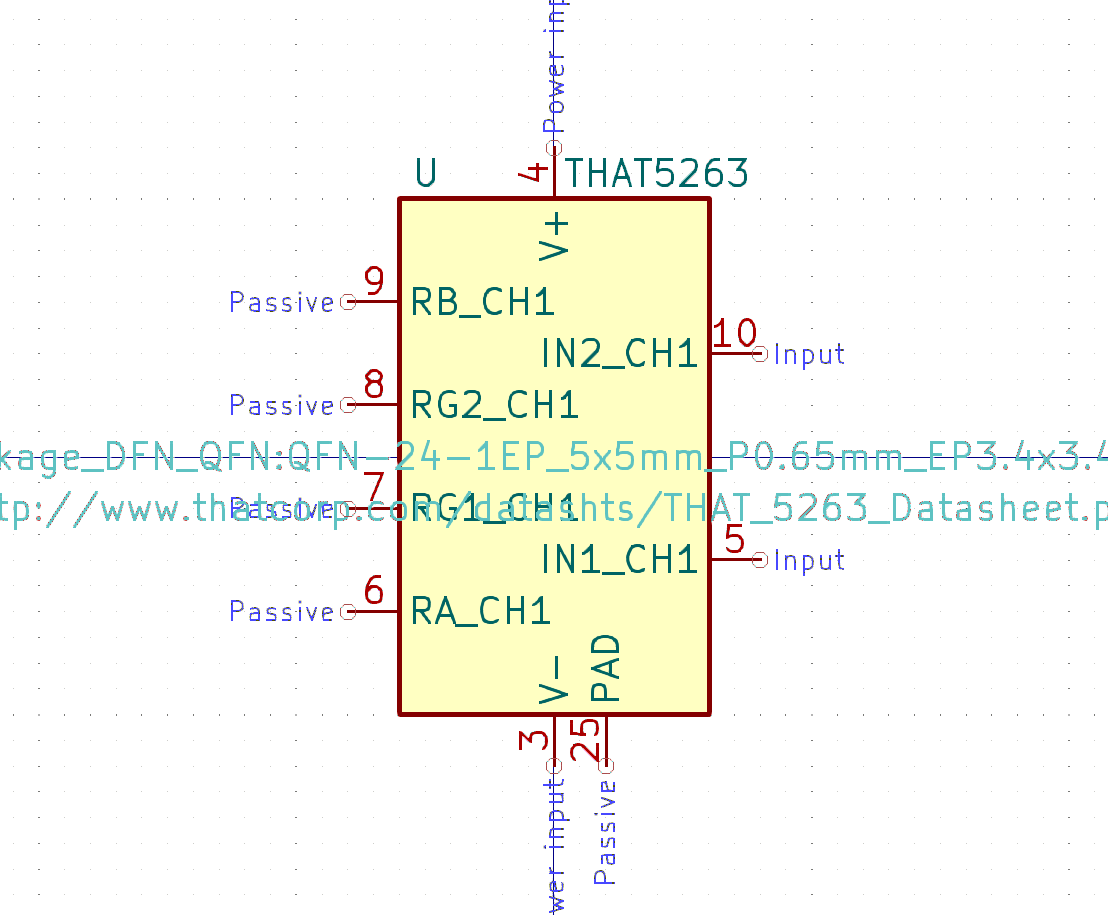 Power inp
U
4
THAT5263
V+
9
Passive
RB_CH1
10
IN2_CH1
Input
8
Passive
RG2_CH1
kage_DFN_QFN:QFN-24-1EP_5x5mm_P0.65mm_EP3.4x3.4
7
Passive
RG1_CH1
tp://www.thatcorp.com/datashts/THAT_5263_Datasheet.p
5
IN1_CH1
Input
6
Passive
RA_CH1
V-
PAD
3
25
wer input
Passive